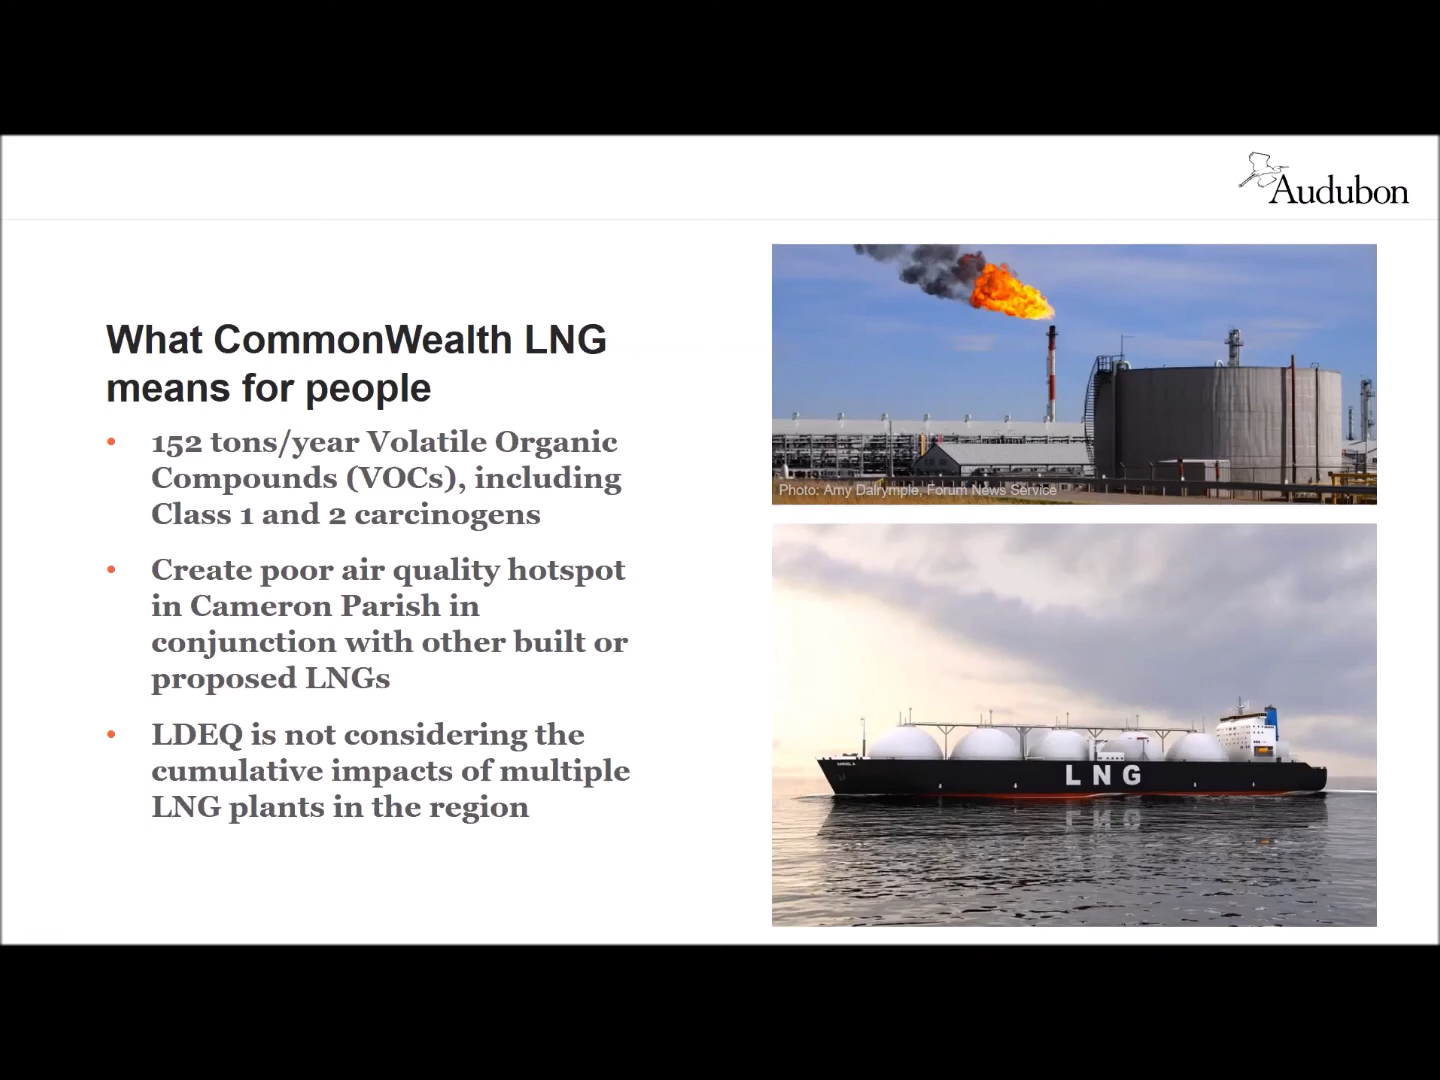 Audubon
What CommonWealth LNG
means for people
• 152 tons/year Volatile Organic
Compounds (VOCs), including
Class 1 and 2 carcinogens
• Create poor air quality hotspot
in Cameron Parish in
conjunction with other built or
proposed LNGs
• LDEQ is not considering the
cumulative impacts of multiple
LNG plants in the region
Photo: Amy Dalrymple, Forum News Service
LNG